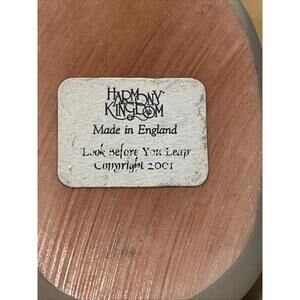 HARMONY
KINGDOM
Made in England
Look Before You Leap
Copyright 2001